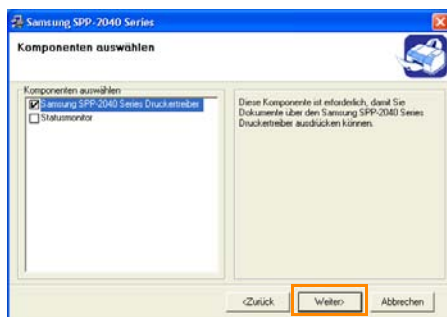 Samsung SPP-2040 Series
Komponenten auswählen
Komponenten auswählen
Samsung SPP-2040 Series Druckertreiber
Statusmonitor
Diese Komponente ist erforderlich, damit Sie
Dokumente über den Samsung SPP-2040 Series
Druckertreiber ausdrücken können.
<Zurück
Weiter>
Abbrechen